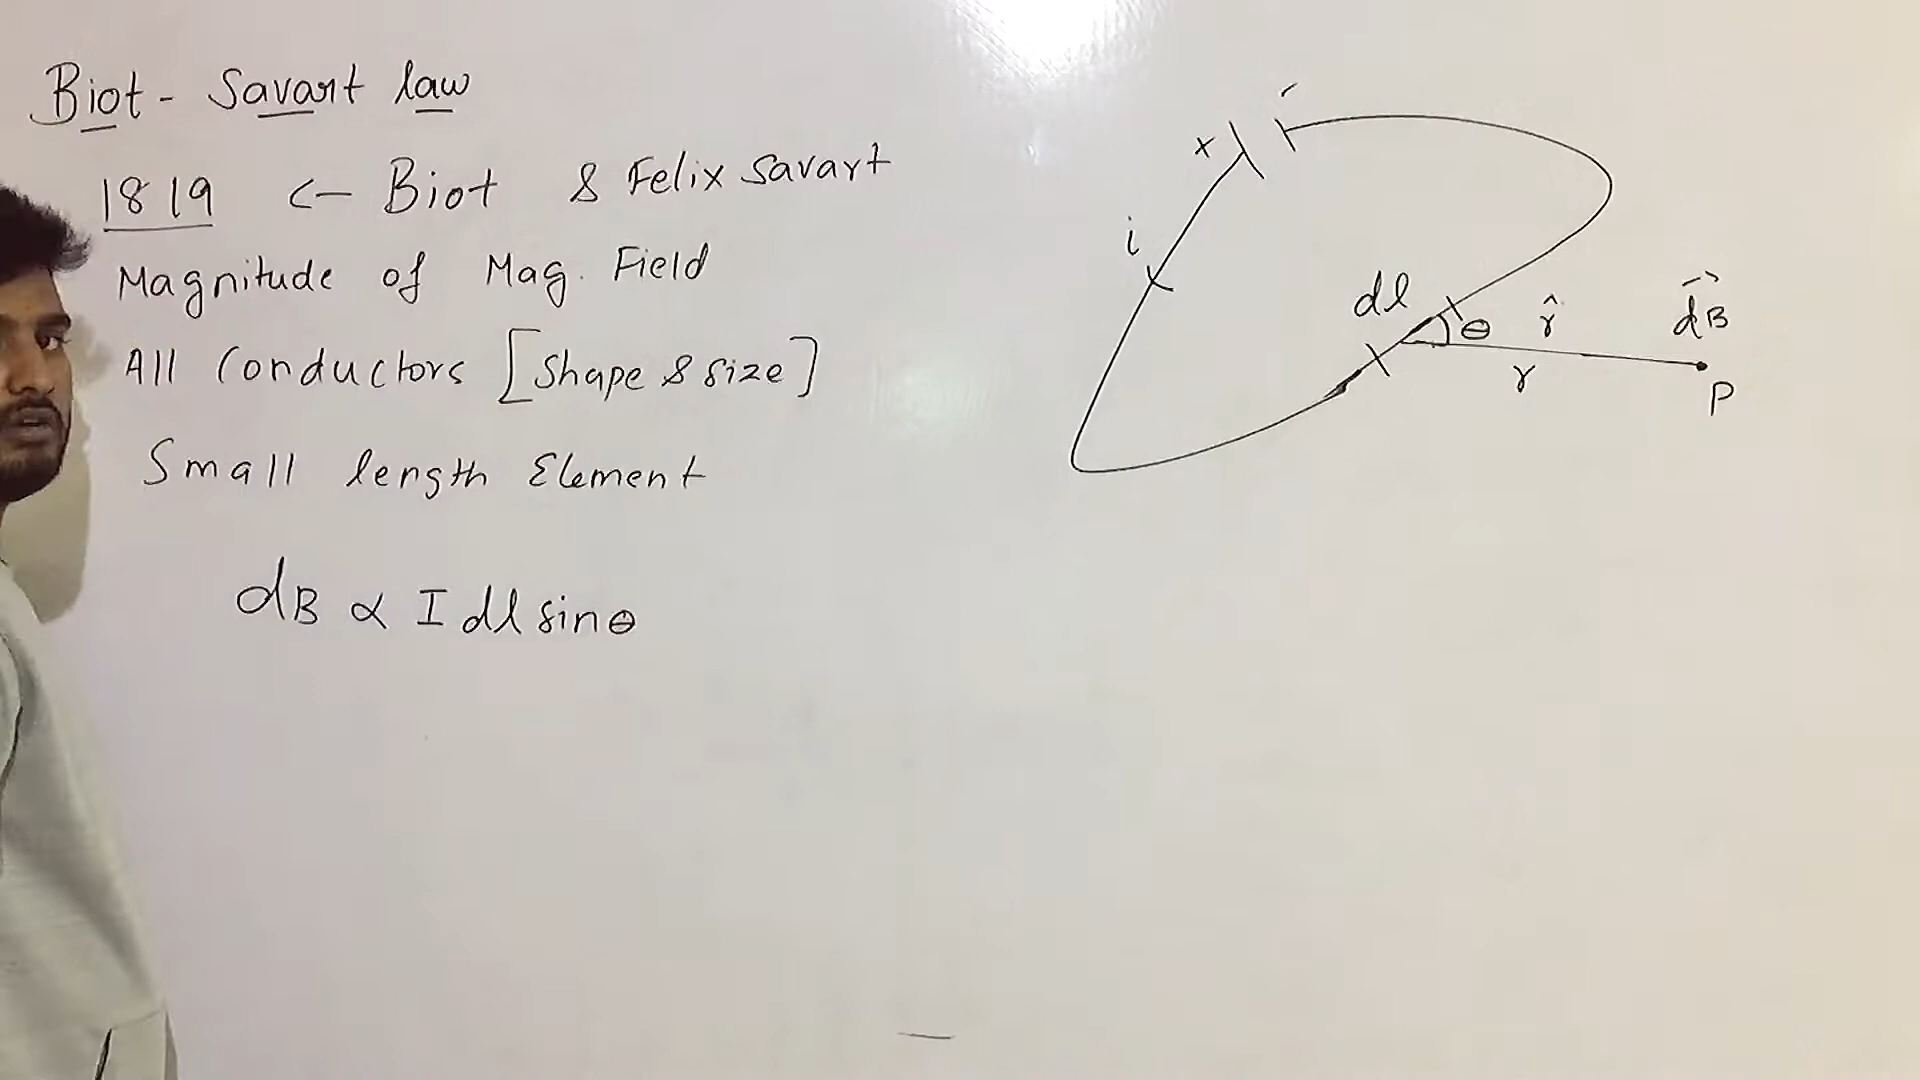 Biot - Savart law
1819 <- Biot & Felix Savart
Magnitude of Mag. Field
All Conductors [Shape & size]
Small length Element
dB ∝ I dl sinθ
+ -
i
dl θ r̂ dB⃗
r
P